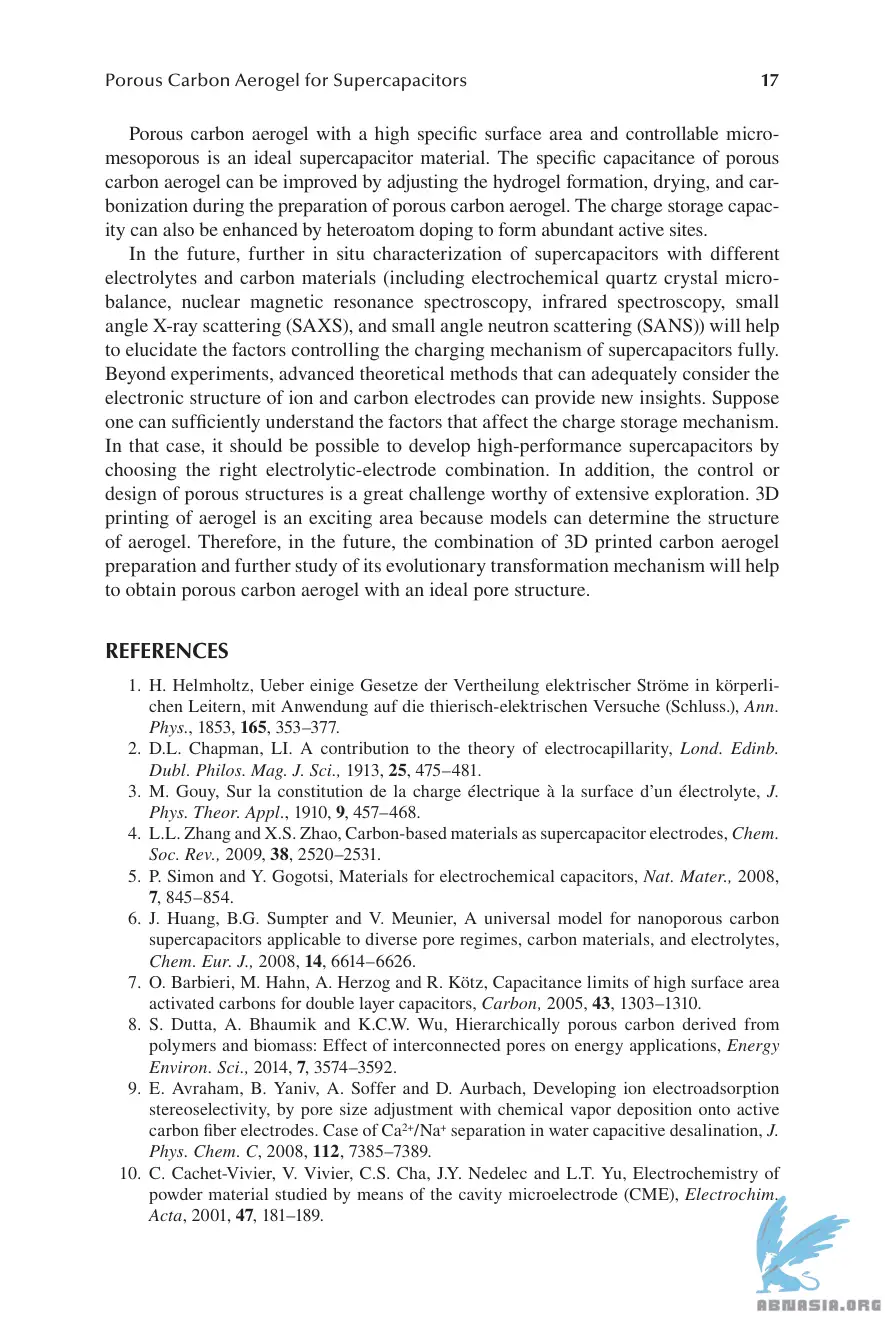 Porous Carbon Aerogel for Supercapacitors 17
Porous carbon aerogel with a high specific surface area and controllable micro-
mesoporous is an ideal supercapacitor material. The specific capacitance of porous
carbon aerogel can be improved by adjusting the hydrogel formation, drying, and car-
bonization during the preparation of porous carbon aerogel. The charge storage capac-
ity can also be enhanced by heteroatom doping to form abundant active sites.
In the future, further in situ characterization of supercapacitors with different
electrolytes and carbon materials (including electrochemical quartz crystal micro-
balance, nuclear magnetic resonance spectroscopy, infrared spectroscopy, small
angle X-ray scattering (SAXS), and small angle neutron scattering (SANS)) will help
to elucidate the factors controlling the charging mechanism of supercapacitors fully.
Beyond experiments, advanced theoretical methods that can adequately consider the
electronic structure of ion and carbon electrodes can provide new insights. Suppose
one can sufficiently understand the factors that affect the charge storage mechanism.
In that case, it should be possible to develop high-performance supercapacitors by
choosing the right electrolytic-electrode combination. In addition, the control or
design of porous structures is a great challenge worthy of extensive exploration. 3D
printing of aerogel is an exciting area because models can determine the structure
of aerogel. Therefore, in the future, the combination of 3D printed carbon aerogel
preparation and further study of its evolutionary transformation mechanism will help
to obtain porous carbon aerogel with an ideal pore structure.
REFERENCES
1. H. Helmholtz, Ueber einige Gesetze der Vertheilung elektrischer Ströme in körperli-
chen Leitern, mit Anwendung auf die thierisch-elektrischen Versuche (Schluss.), Ann.
Phys., 1853, 165, 353–377.
2. D.L. Chapman, LI. A contribution to the theory of electrocapillarity, Lond. Edinb.
Dubl. Philos. Mag. J. Sci., 1913, 25, 475–481.
3. M. Gouy, Sur la constitution de la charge électrique à la surface d’un électrolyte, J.
Phys. Theor. Appl., 1910, 9, 457–468.
4. L.L. Zhang and X.S. Zhao, Carbon-based materials as supercapacitor electrodes, Chem.
Soc. Rev., 2009, 38, 2520–2531.
5. P. Simon and Y. Gogotsi, Materials for electrochemical capacitors, Nat. Mater., 2008,
7, 845–854.
6. J. Huang, B.G. Sumpter and V. Meunier, A universal model for nanoporous carbon
supercapacitors applicable to diverse pore regimes, carbon materials, and electrolytes,
Chem. Eur. J., 2008, 14, 6614–6626.
7. O. Barbieri, M. Hahn, A. Herzog and R. Kötz, Capacitance limits of high surface area
activated carbons for double layer capacitors, Carbon, 2005, 43, 1303–1310.
8. S. Dutta, A. Bhaumik and K.C.W. Wu, Hierarchically porous carbon derived from
polymers and biomass: Effect of interconnected pores on energy applications, Energy
Environ. Sci., 2014, 7, 3574–3592.
9. E. Avraham, B. Yaniv, A. Soffer and D. Aurbach, Developing ion electroadsorption
stereoselectivity, by pore size adjustment with chemical vapor deposition onto active
carbon fiber electrodes. Case of Ca²⁺/Na⁺ separation in water capacitive desalination, J.
Phys. Chem. C, 2008, 112, 7385–7389.
10. C. Cachet-Vivier, V. Vivier, C.S. Cha, J.Y. Nedelec and L.T. Yu, Electrochemistry of
powder material studied by means of the cavity microelectrode (CME), Electrochim.
Acta, 2001, 47, 181–189.
ABNASIA.ORG